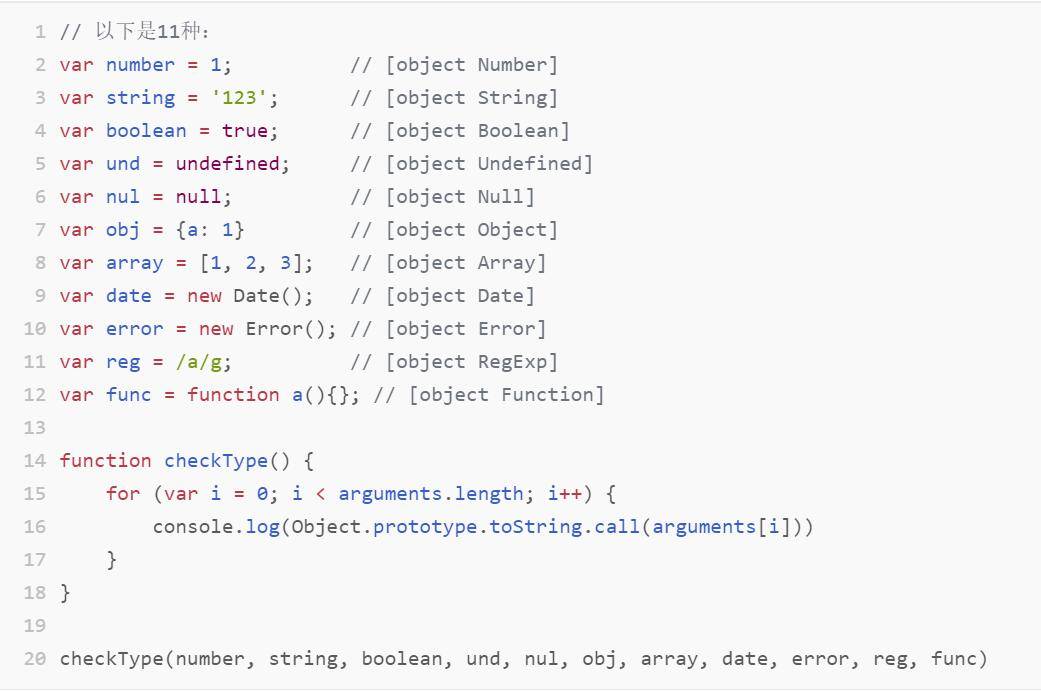 1 // 以下是11种：
2 var number = 1;          // [object Number]
3 var string = '123';      // [object String]
4 var boolean = true;      // [object Boolean]
5 var und = undefined;     // [object Undefined]
6 var nul = null;          // [object Null]
7 var obj = {a: 1}         // [object Object]
8 var array = [1, 2, 3];   // [object Array]
9 var date = new Date();   // [object Date]
10 var error = new Error(); // [object Error]
11 var reg = /a/g;          // [object RegExp]
12 var func = function a(){}; // [object Function]
13
14 function checkType() {
15     for (var i = 0; i < arguments.length; i++) {
16         console.log(Object.prototype.toString.call(arguments[i]))
17     }
18 }
19
20 checkType(number, string, boolean, und, nul, obj, array, date, error, reg, func)